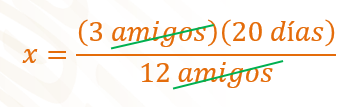 x = (3 amigos)(20 días)
12 amigos